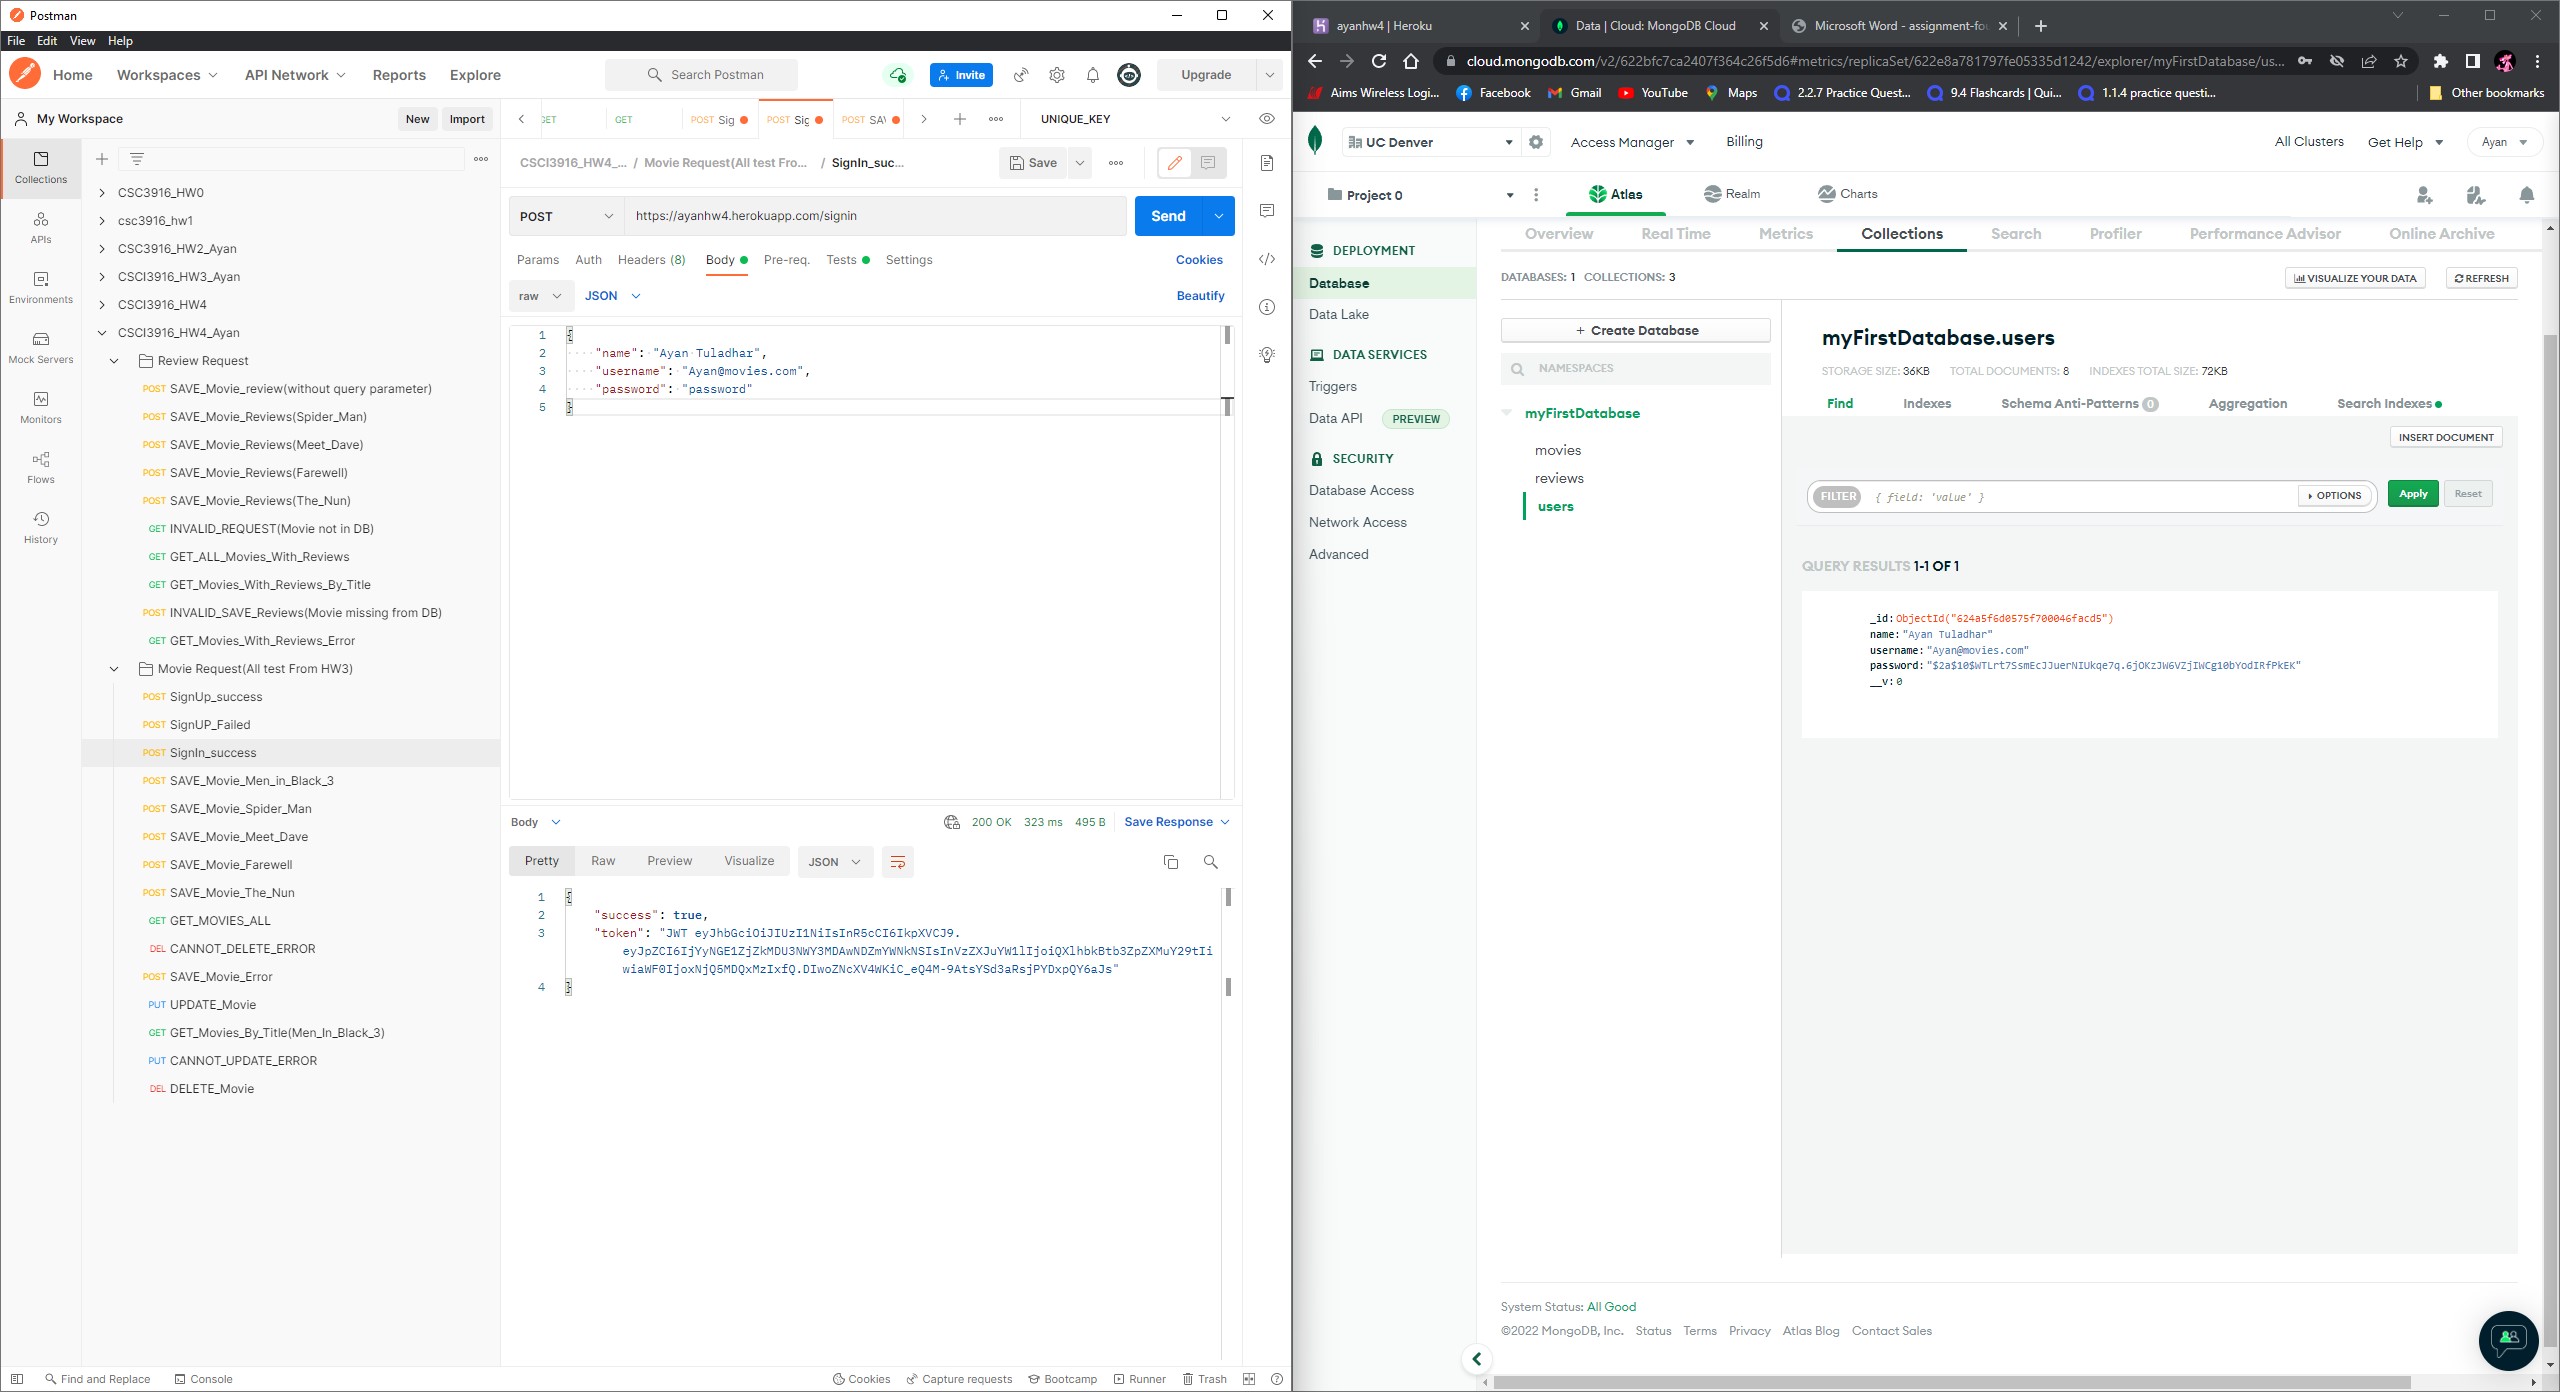 Postman
File Edit View Help
Home Workspaces API Network Reports Explore
Search Postman
Invite
Upgrade
My Workspace
New Import
GET GET POST Sig POST Sig POST SAV
UNIQUE_KEY
Collections
APIs
Environments
Mock Servers
Monitors
Flows
History
CSC3916_HW0
csc3916_hw1
CSC3916_HW2_Ayan
CSCI3916_HW3_Ayan
CSCI3916_HW4
CSCI3916_HW4_Ayan
Review Request
POST SAVE_Movie_review(without query parameter)
POST SAVE_Movie_Reviews(Spider_Man)
POST SAVE_Movie_Reviews(Meet_Dave)
POST SAVE_Movie_Reviews(Farewell)
POST SAVE_Movie_Reviews(The_Nun)
GET INVALID_REQUEST(Movie not in DB)
GET GET_ALL_Movies_With_Reviews
GET GET_Movies_With_Reviews_By_Title
POST INVALID_SAVE_Reviews(Movie missing from DB)
GET GET_Movies_With_Reviews_Error
Movie Request(All test From HW3)
POST SignUp_success
POST SignUP_Failed
POST SignIn_success
POST SAVE_Movie_Men_in_Black_3
POST SAVE_Movie_Spider_Man
POST SAVE_Movie_Meet_Dave
POST SAVE_Movie_Farewell
POST SAVE_Movie_The_Nun
GET GET_MOVIES_ALL
DEL CANNOT_DELETE_ERROR
POST SAVE_Movie_Error
PUT UPDATE_Movie
GET GET_Movies_By_Title(Men_In_Black_3)
PUT CANNOT_UPDATE_ERROR
DEL DELETE_Movie
CSCI3916_HW4_... / Movie Request(All test Fro... / SignIn_suc...
Save
POST https://ayanhw4.herokuapp.com/signin
Send
Params Auth Headers (8) Body Pre-req. Tests Settings Cookies
raw JSON Beautify
1 {
2 "name": "Ayan Tuladhar",
3 "username": "Ayan@movies.com",
4 "password": "password"
5 }
Body 200 OK 323 ms 495 B Save Response
Pretty Raw Preview Visualize JSON
1 {
2 "success": true,
3 "token": "JWT eyJhbGciOiJIUzI1NiIsInR5cCI6IkpXVCJ9.
eyJpZCI6IjYyNGE1ZjZkMDU3NWY3MDAwNDZmYWNkNSIsInVzZXJuYW1lIjoiQXlhbkBtb3ZpZXMuY29tIi
wiaWF0IjoxNjQ5MDQxMzIxfQ.DIwoZNcXV4WKiC_eQ4M-9AtsYSd3aRsjPYDxpQY6aJs"
4 }
Find and Replace Console
Cookies Capture requests Bootcamp Runner Trash
ayanhw4 | Heroku
Data | Cloud: MongoDB Cloud
Microsoft Word - assignment-fou
cloud.mongodb.com/v2/622bfc7ca2407f364c26f5d6#metrics/replicaSet/622e8a781797fe05335d1242/explorer/myFirstDatabase/us...
Aims Wireless Logi... Facebook Gmail YouTube Maps 2.2.7 Practice Quest... 9.4 Flashcards | Qui... 1.1.4 practice questi... Other bookmarks
UC Denver Access Manager Billing All Clusters Get Help Ayan
Project 0 Atlas Realm Charts
DEPLOYMENT
Database
Data Lake
DATA SERVICES
Triggers
Data API PREVIEW
SECURITY
Database Access
Network Access
Advanced
Overview Real Time Metrics Collections Search Profiler Performance Advisor Online Archive
DATABASES: 1 COLLECTIONS: 3
VISUALIZE YOUR DATA REFRESH
+ Create Database
NAMESPACES
myFirstDatabase
movies
reviews
users
myFirstDatabase.users
STORAGE SIZE: 36KB TOTAL DOCUMENTS: 8 INDEXES TOTAL SIZE: 72KB
Find Indexes Schema Anti-Patterns 0 Aggregation Search Indexes
INSERT DOCUMENT
FILTER { field: 'value' } OPTIONS Apply Reset
QUERY RESULTS 1-1 OF 1
_id: ObjectId("624a5f6d0575f700046facd5")
name: "Ayan Tuladhar"
username: "Ayan@movies.com"
password: "$2a$10$WTLrt7SsmEcJJuerNIUkqe7q.6jOKzJW6VZjIWCg10bYodIRfPkEK"
__v: 0
System Status: All Good
©2022 MongoDB, Inc. Status Terms Privacy Atlas Blog Contact Sales